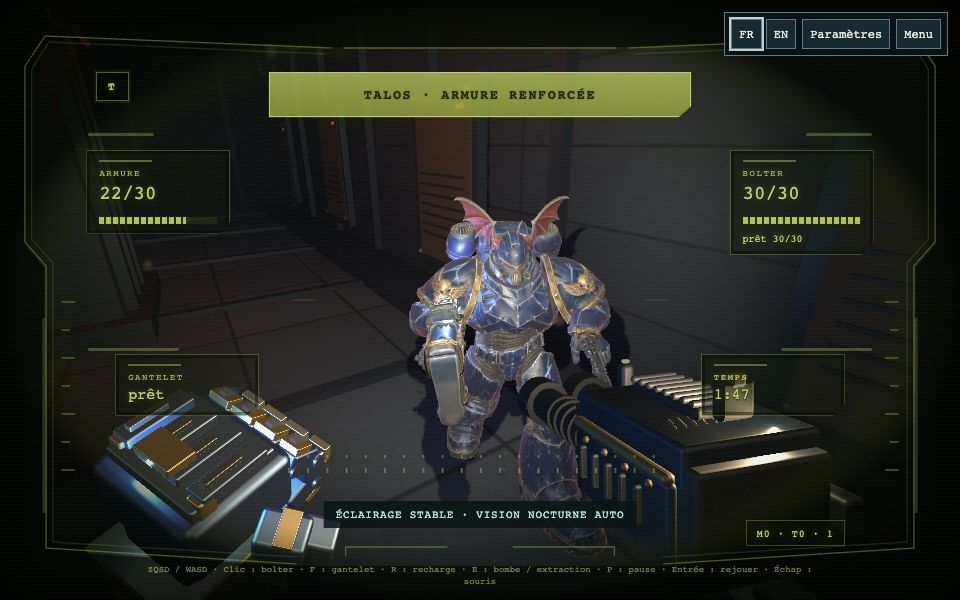 FR EN Paramètres Menu
T
TALOS · ARMURE RENFORCÉE
ARMURE
22/30
BOLTER
30/30
prêt 30/30
GANTELET
prêt
TEMPS
1:47
ÉCLAIRAGE STABLE · VISION NOCTURNE AUTO
M0 · T0 · 1
ZQSD / WASD · Clic : bolter · F : gantelet · R : recharge · E : bombe / extraction · P : pause · Entrée : rejouer · Échap :
souris